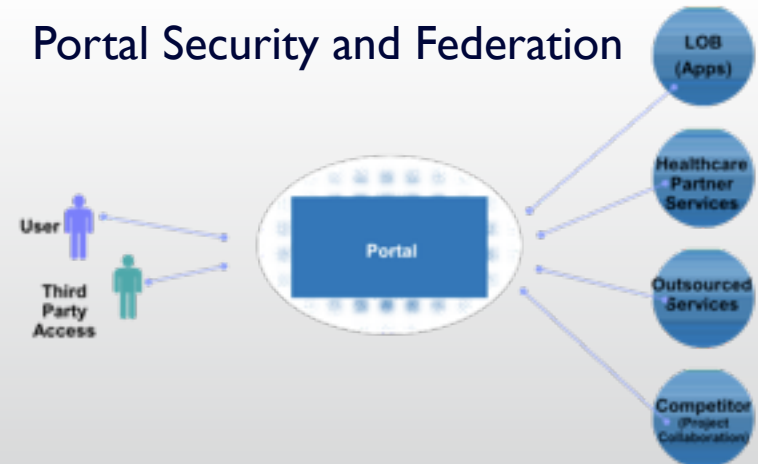 Portal Security and Federation
LOB
(Apps)
Healthcare
Partner
Services
User
Portal
Third
Party
Access
Outsourced
Services
Competitor
(Project
Collaboration)